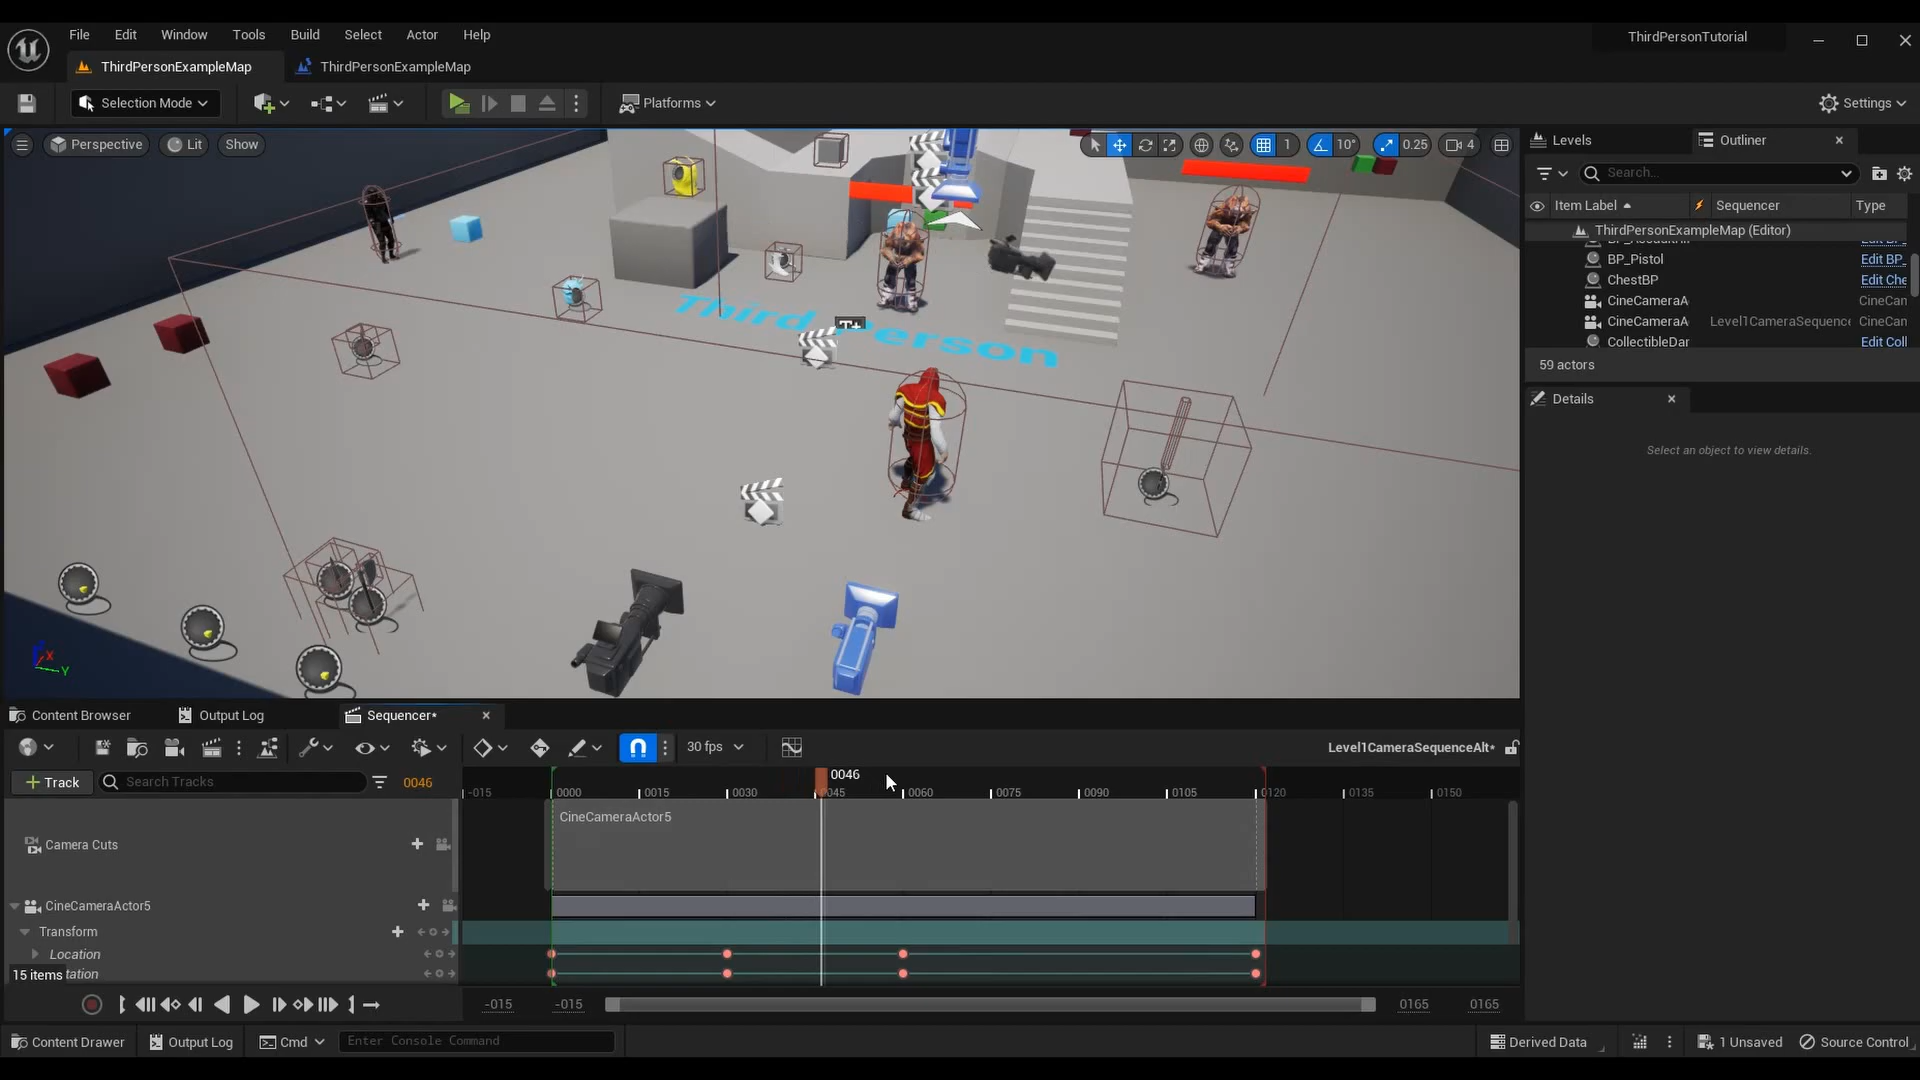 File Edit Window Tools Build Select Actor Help
ThirdPersonTutorial
ThirdPersonExampleMap
ThirdPersonExampleMap
Selection Mode
Platforms
Settings
Perspective Lit Show
1 10° 0.25 4
Third Person
Levels
Outliner
Search...
Item Label Sequencer Type
ThirdPersonExampleMap (Editor)
BP_Pistol Edit BP_
ChestBP Edit Che
CineCameraA CineCan
CineCameraA Level1CameraSequence CineCan
CollectibleDar Edit Coll
59 actors
Details
Select an object to view details.
X
Y
Content Browser Output Log Sequencer*
30 fps
Level1CameraSequenceAlt*
Track Search Tracks 0046
0046
-015 0000 0015 0030 0045 0060 0075 0090 0105 0120 0135 0150
CineCameraActor5
Camera Cuts
CineCameraActor5
Transform
Location
15 items tation
-015 -015 0165 0165
Content Drawer Output Log Cmd Enter Console Command
Derived Data 1 Unsaved Source Control